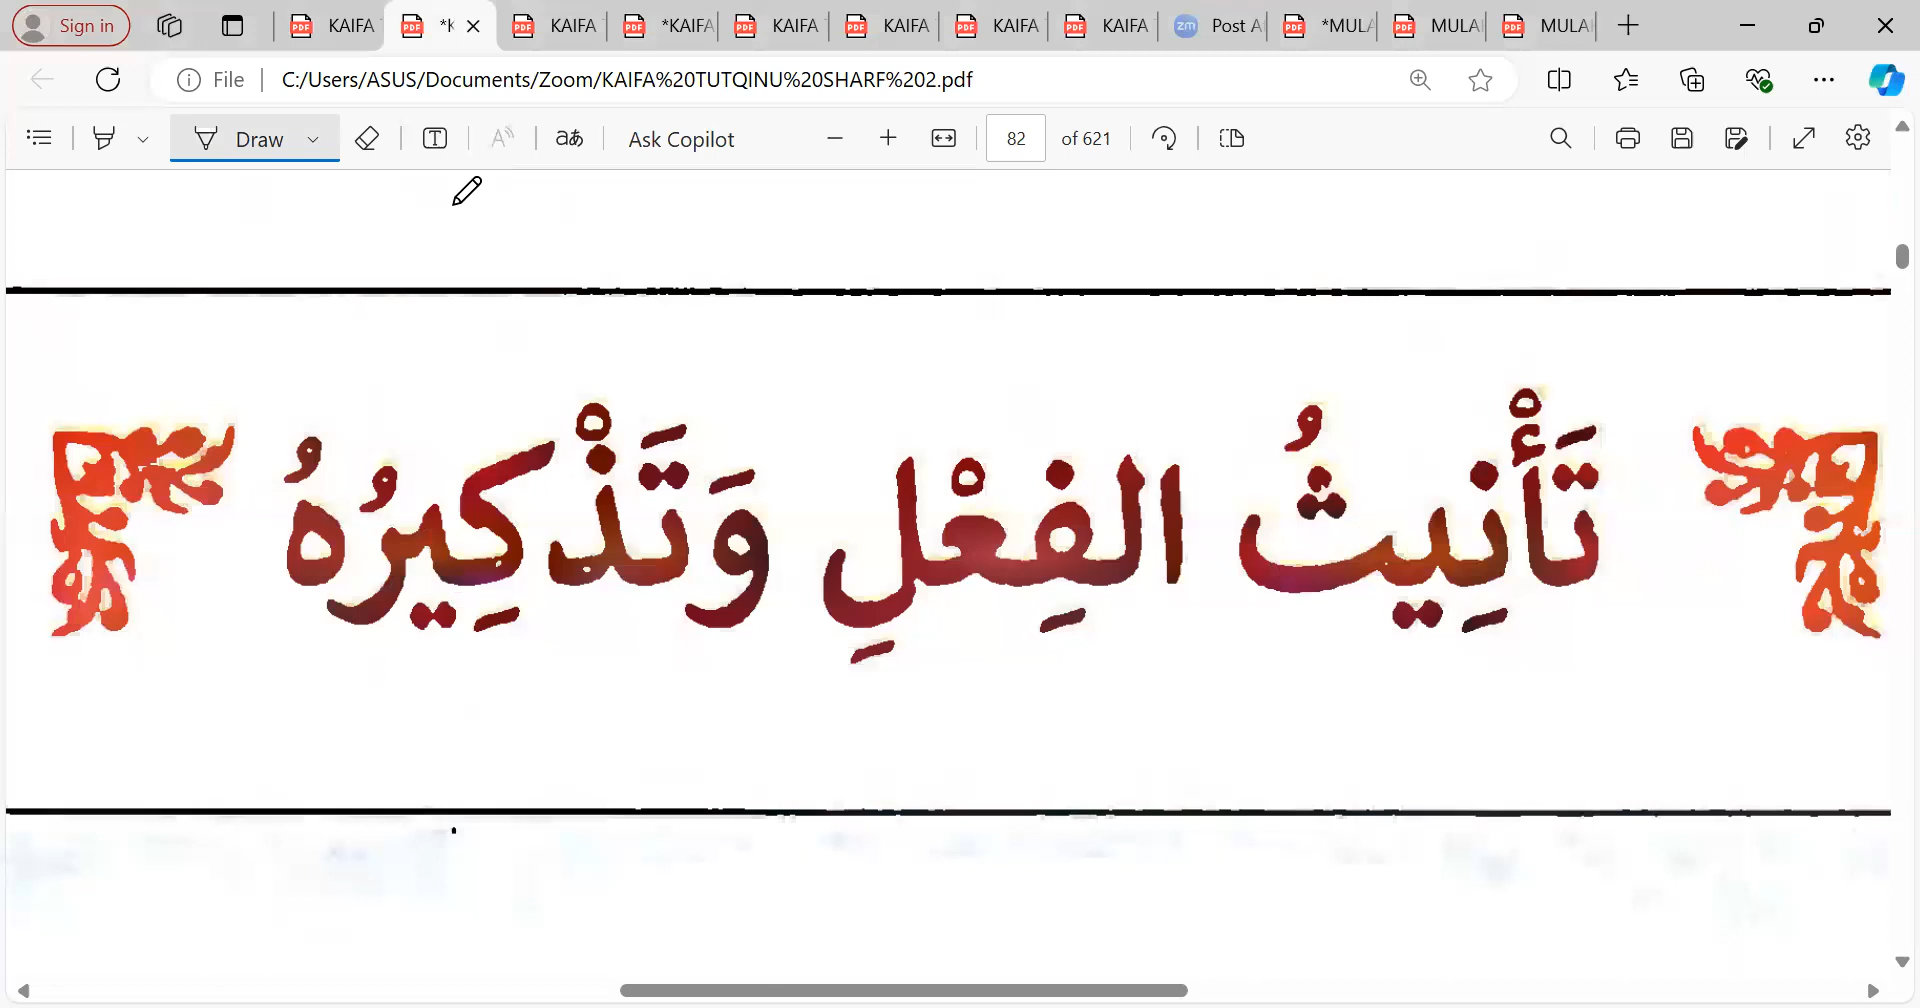 Sign in
KAIFA
*K
KAIFA
*KAIFA
KAIFA
KAIFA
KAIFA
KAIFA
Post A
*MULA
MULA
MULA
File
C:/Users/ASUS/Documents/Zoom/KAIFA%20TUTQINU%20SHARF%202.pdf
Draw
Ask Copilot
82 of 621
تَأْنِيثُ الفِعْلِ وَتَذْكِيرُهُ